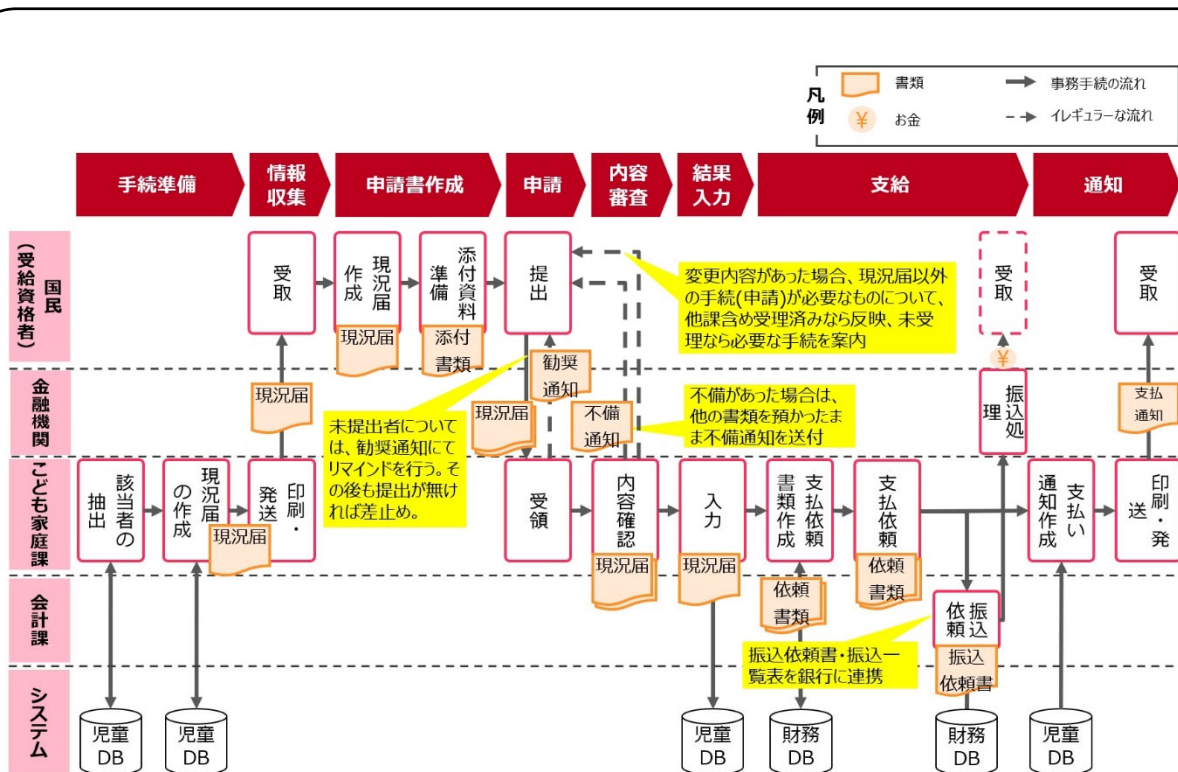 凡
例
書類
事務手続の流れ
お金
¥
イレギュラーな流れ
手続準備
情報
収集
申請書作成
申請
内容
審査
結果
入力
支給
通知
国民
(受給資格者)
受取
現況届
作成
現況届
添付資料
準備
添付
書類
提出
変更内容があった場合、現況届以外
の手続(申請)が必要なものについて、
他課含め受理済みなら反映、未受
理なら必要な手続を案内
受取
¥
受取
金融機関
現況届
未提出者について
は、勧奨通知にて
リマインドを行う。そ
の後も提出が無け
れば差止め。
現況届
勧奨
通知
不備
通知
不備があった場合は、
他の書類を預かったま
ま不備通知を送付
振込処
理
支払
通知
こども家庭課
該当者の
抽出
現況届
の作成
現況届
印刷・
発送
受領
内容確認
現況届
入力
現況届
支払依頼
書類作成
依頼
書類
支払依頼
依頼
書類
支払い
通知作成
印刷・発
送
会計課
振込
依頼
振込
依頼書
振込依頼書・振込一
覧表を銀行に連携
システム
児童
DB
児童
DB
児童
DB
財務
DB
財務
DB
児童
DB